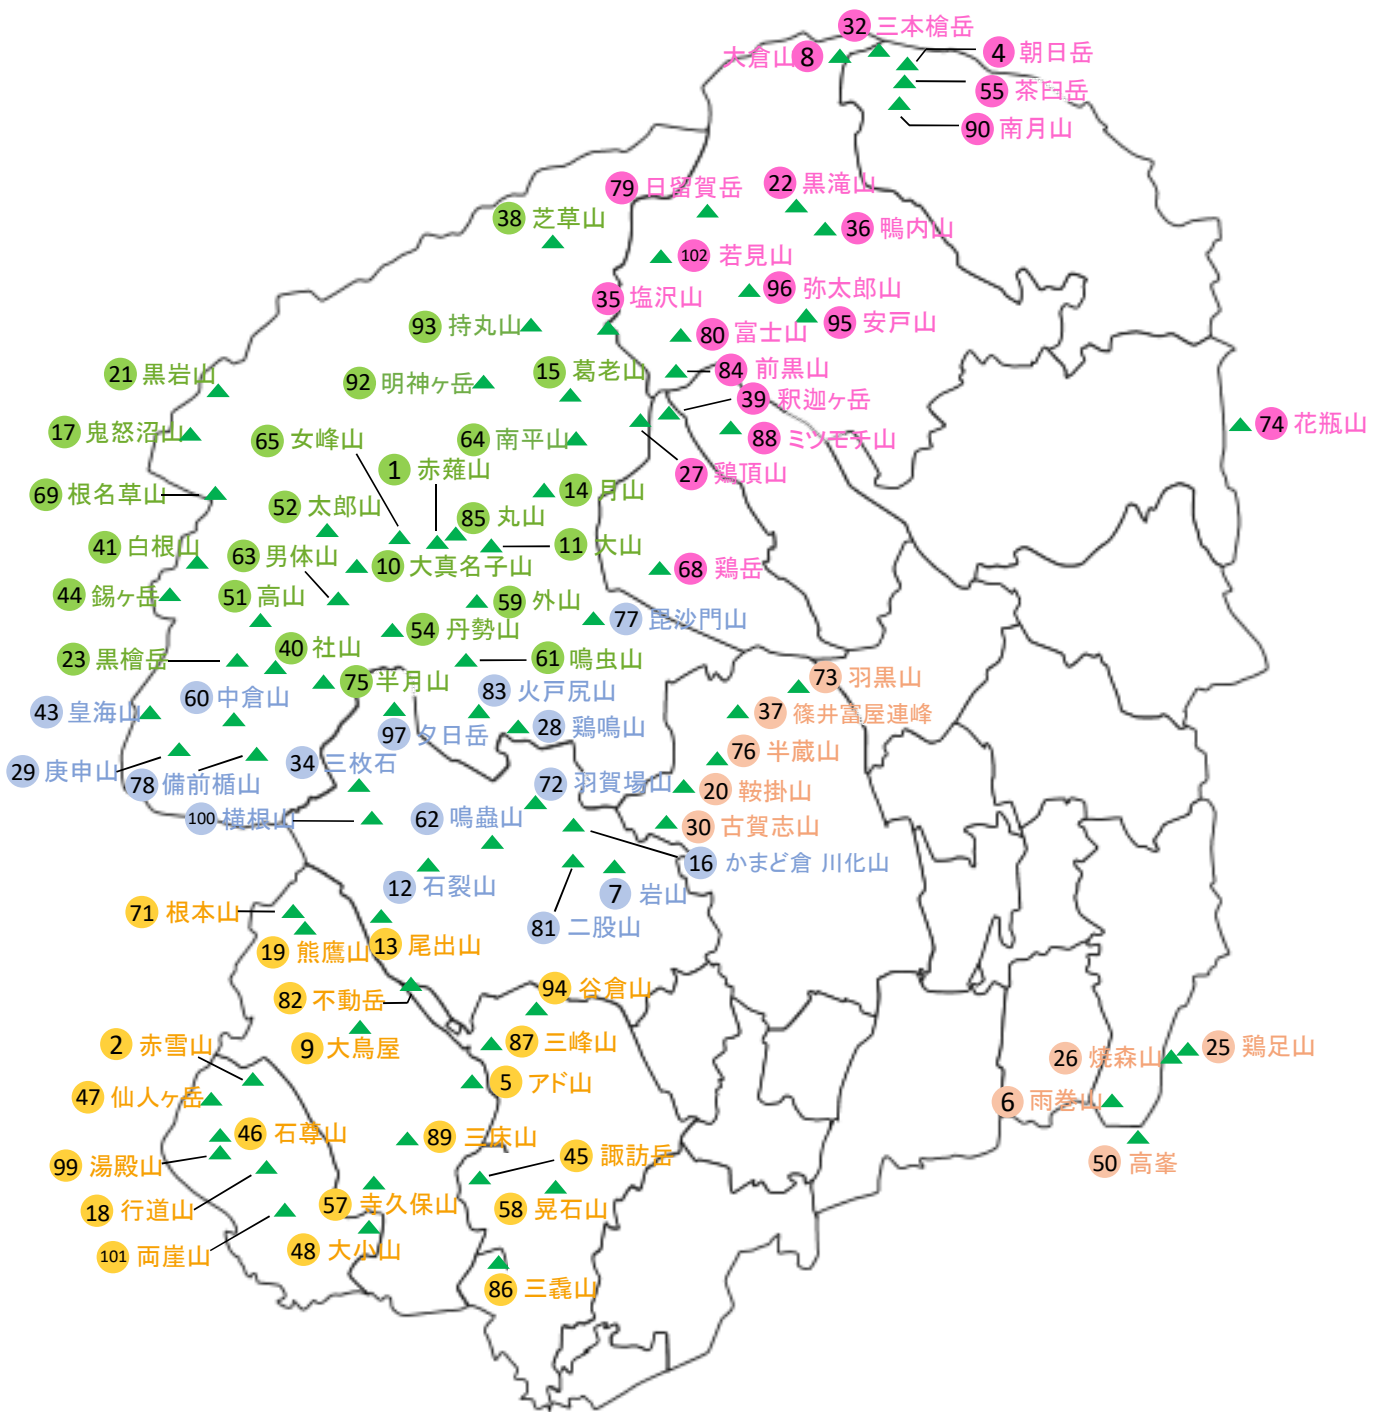 32 三本槍岳
大倉山 8
4 朝日岳
55 茶臼岳
90 南月山
79 日留賀岳
22 黒滝山
38 芝草山
36 鴨内山
102 若見山
96 弥太郎山
35 塩沢山
93 持丸山
80 富士山
95 安戸山
21 黒岩山
92 明神ヶ岳
15 葛老山
84 前黒山
39 釈迦ヶ岳
74 花瓶山
17 鬼怒沼山
65 女峰山
64 南平山
88 ミツモチ山
1 赤薙山
27 鶏頂山
69 根名草山
14 月山
52 太郎山
85 丸山
41 白根山
63 男体山
10 大真名子山
11 大山
68 鶏岳
44 錫ヶ岳
51 高山
59 外山
77 毘沙門山
54 丹勢山
23 黒檜岳
40 社山
61 鳴虫山
75 半月山
73 羽黒山
43 皇海山
60 中倉山
83 火戸尻山
37 篠井富屋連峰
97 夕日岳
28 鶏鳴山
76 半蔵山
29 庚申山
78 備前楯山
34 三枚石
72 羽賀場山
20 鞍掛山
100 横根山
62 鳴蟲山
30 古賀志山
16 かまど倉 川化山
12 石裂山
7 岩山
71 根本山
81 二股山
19 熊鷹山
13 尾出山
82 不動岳
94 谷倉山
2 赤雪山
9 大鳥屋
87 三峰山
25 鶏足山
26 焼森山
5 アド山
47 仙人ヶ岳
6 雨巻山
46 石尊山
89 三床山
45 諏訪岳
50 高峯
99 湯殿山
18 行道山
57 寺久保山
58 晃石山
101 両崖山
48 大小山
86 三毳山